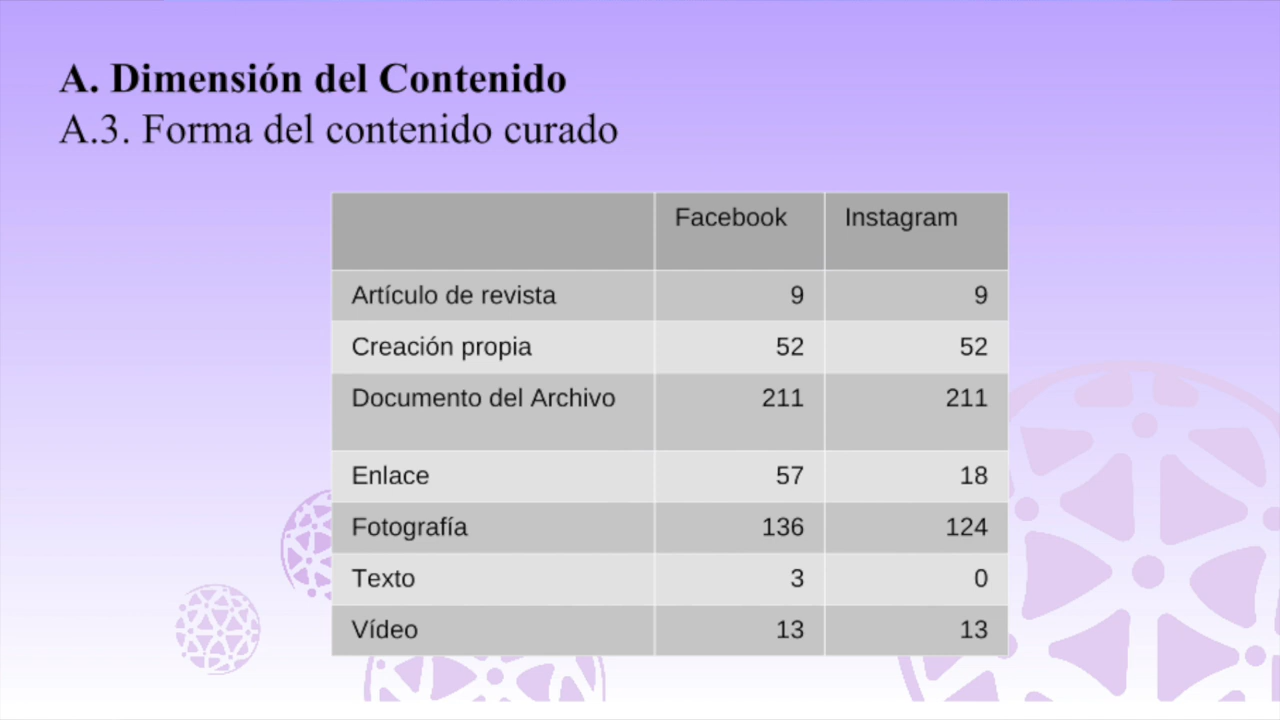 A. Dimensión del Contenido
A.3. Forma del contenido curado
Facebook Instagram
Artículo de revista 9 9
Creación propia 52 52
Documento del Archivo 211 211
Enlace 57 18
Fotografía 136 124
Texto 3 0
Vídeo 13 13